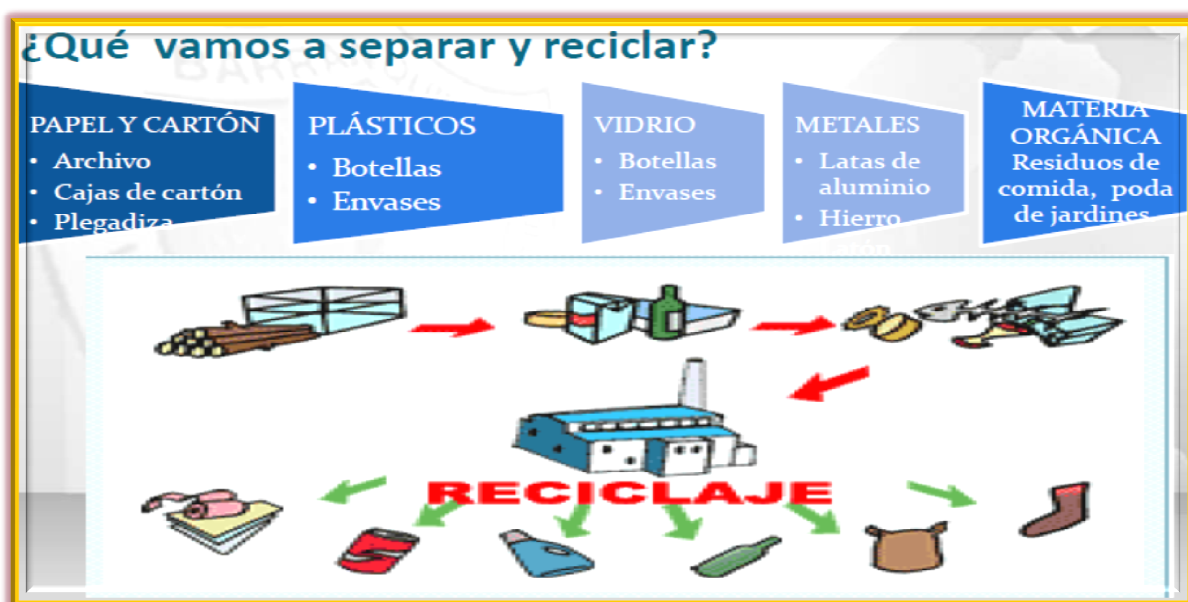 ¿Qué vamos a separar y reciclar?
PAPEL Y CARTÓN
• Archivo
• Cajas de cartón
• Plegadiza
PLÁSTICOS
• Botellas
• Envases
VIDRIO
• Botellas
• Envases
METALES
• Latas de
aluminio
• Hierro
MATERIA
ORGÁNICA
Residuos de
comida, poda
de jardines
RECICLAJE